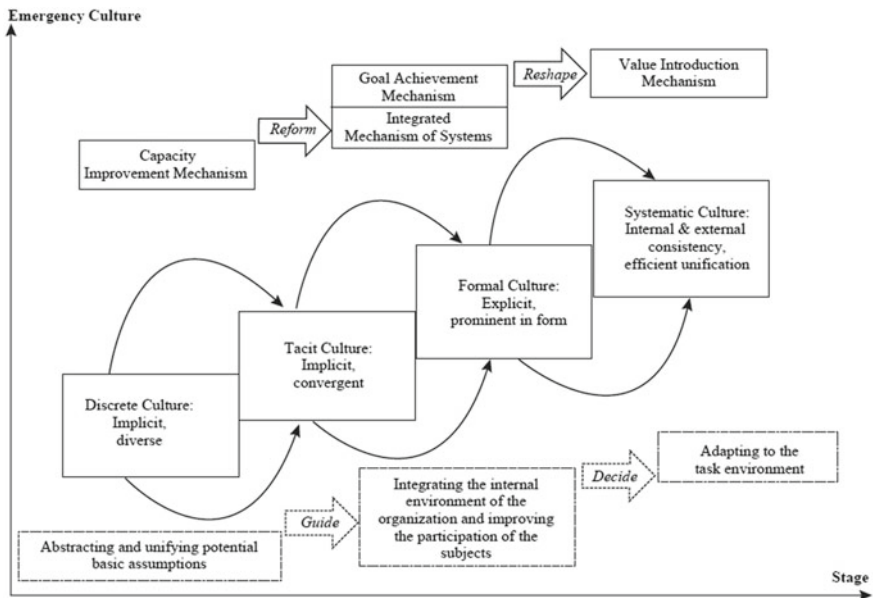 Emergency Culture
Goal Achievement
Mechanism
Integrated
Mechanism of Systems
Reshape
Value Introduction
Mechanism
Reform
Capacity
Improvement Mechanism
Systematic Culture:
Internal & external
consistency,
efficient unification
Formal Culture:
Explicit,
prominent in form
Tacit Culture:
Implicit,
convergent
Discrete Culture:
Implicit,
diverse
Adapting to the
task environment
Decide
Integrating the internal
environment of the
organization and improving
the participation of the
subjects
Guide
Abstracting and unifying potential
basic assumptions
Stage